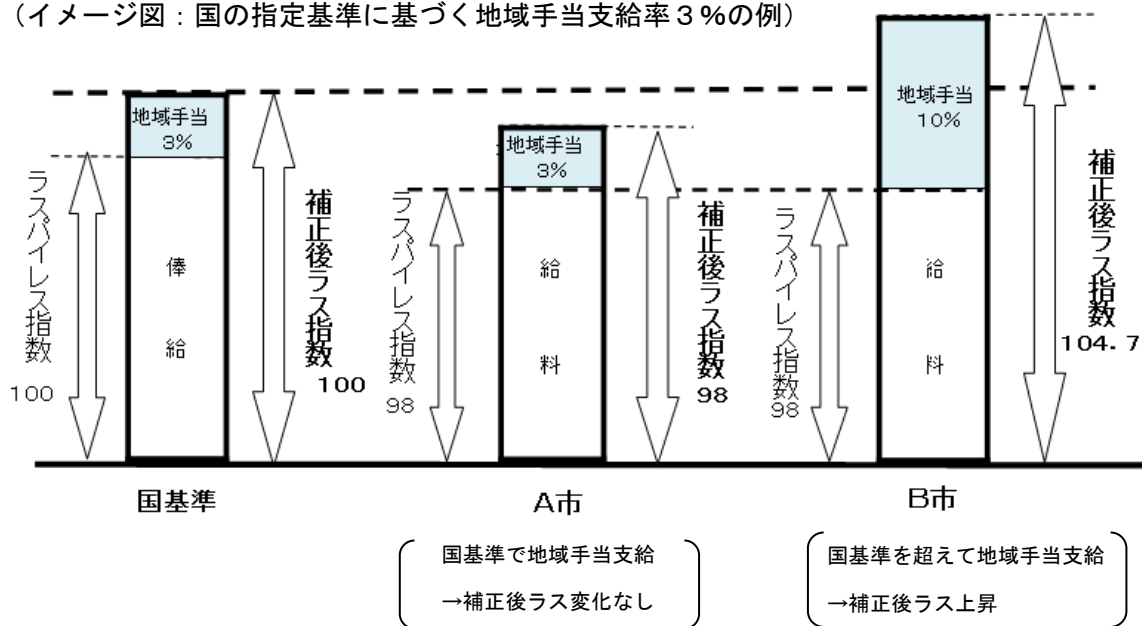 （イメージ図：国の指定基準に基づく地域手当支給率３％の例）
地域手当
3%
ラスパイレス指数
100
俸
給
補正後ラス指数
100
国基準
地域手当
3%
ラスパイレス指数
98
給
料
補正後ラス指数
98
A市
国基準で地域手当支給
→補正後ラス変化なし
地域手当
10%
ラスパイレス指数
98
給
料
補正後ラス指数
104.7
B市
国基準を超えて地域手当支給
→補正後ラス上昇